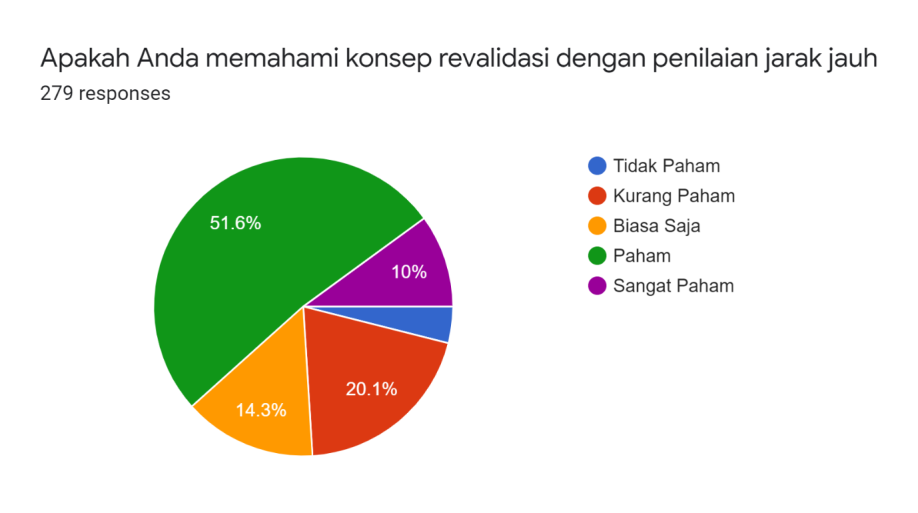 Apakah Anda memahami konsep revalidasi dengan penilaian jarak jauh
279 responses
51.6%
10%
20.1%
14.3%
Tidak Paham
Kurang Paham
Biasa Saja
Paham
Sangat Paham